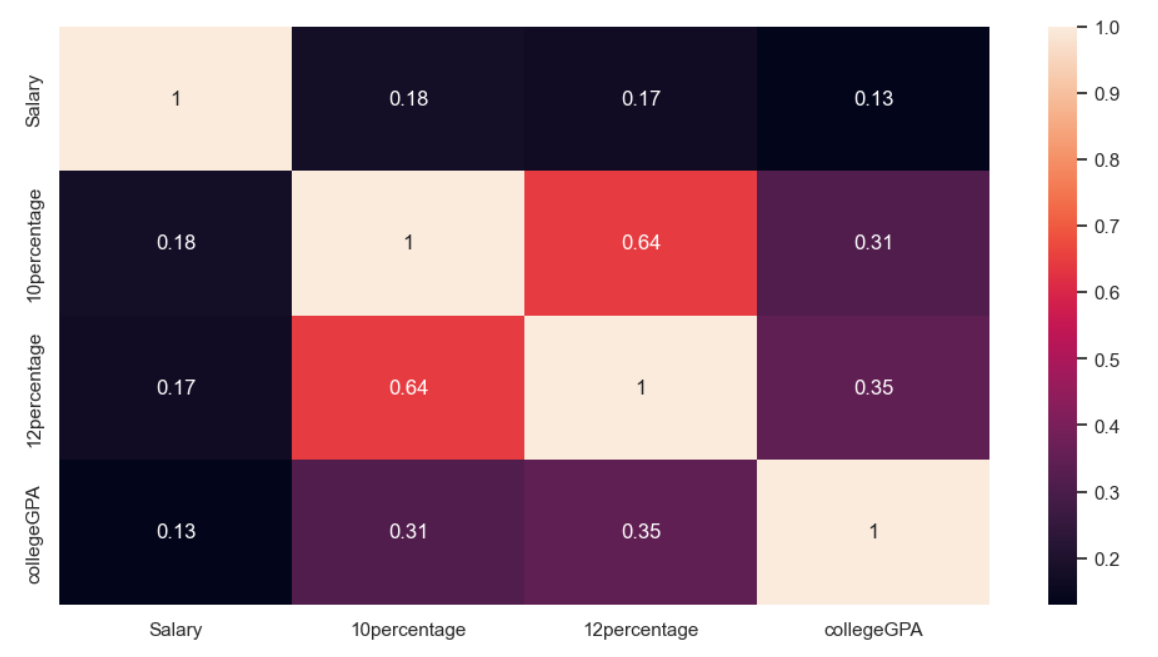 Salary 1 0.18 0.17 0.13
10percentage 0.18 1 0.64 0.31
12percentage 0.17 0.64 1 0.35
collegeGPA 0.13 0.31 0.35 1
Salary 10percentage 12percentage collegeGPA
1.0
0.9
0.8
0.7
0.6
0.5
0.4
0.3
0.2